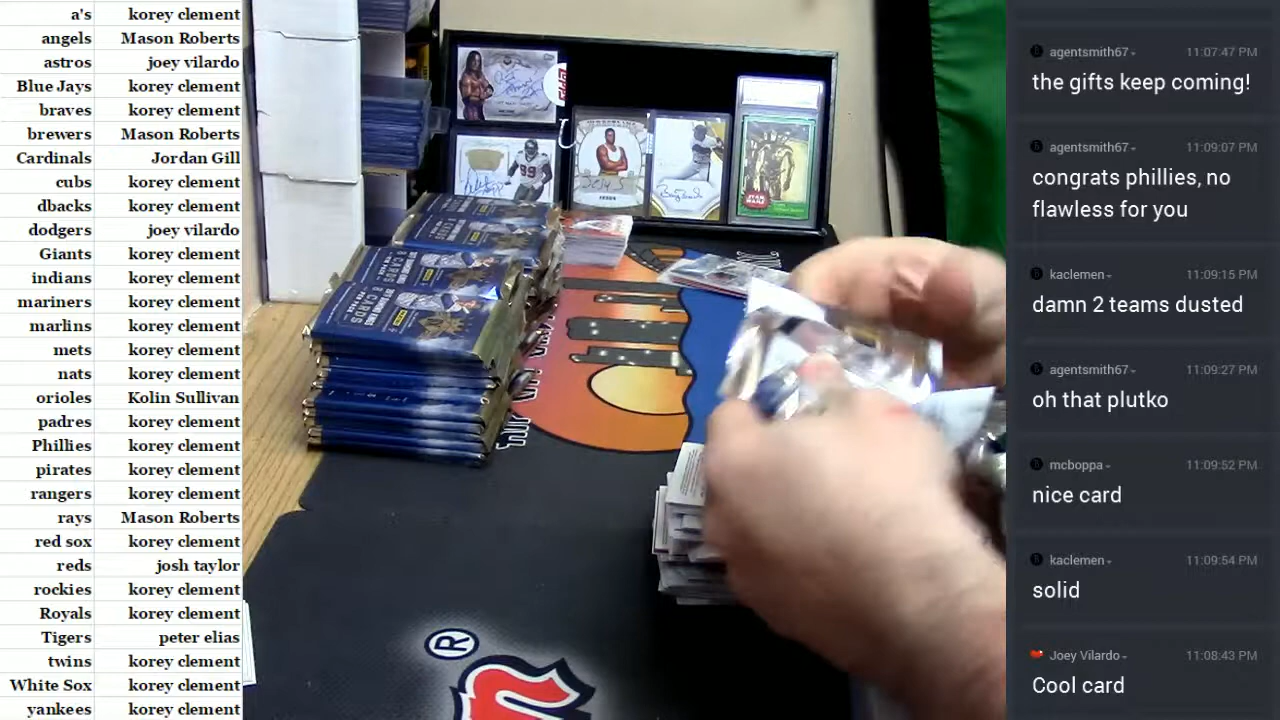 a's korey clement
angels Mason Roberts
astros joey vilardo
Blue Jays korey clement
braves korey clement
brewers Mason Roberts
Cardinals Jordan Gill
cubs korey clement
dbacks korey clement
dodgers joey vilardo
Giants korey clement
indians korey clement
mariners korey clement
marlins korey clement
mets korey clement
nats korey clement
orioles Kolin Sullivan
padres korey clement
Phillies korey clement
pirates korey clement
rangers korey clement
rays Mason Roberts
red sox korey clement
reds josh taylor
rockies korey clement
Royals korey clement
Tigers peter elias
twins korey clement
White Sox korey clement
yankees korey clement
STAR
WARS
8 CARDS
PER PACK
®
agentsmith67 11:07:47 PM
the gifts keep coming!
agentsmith67 11:09:07 PM
congrats phillies, no
flawless for you
kaclemen 11:09:15 PM
damn 2 teams dusted
agentsmith67 11:09:27 PM
oh that plutko
mcboppa 11:09:52 PM
nice card
kaclemen 11:09:54 PM
solid
Joey Vilardo 11:08:43 PM
Cool card